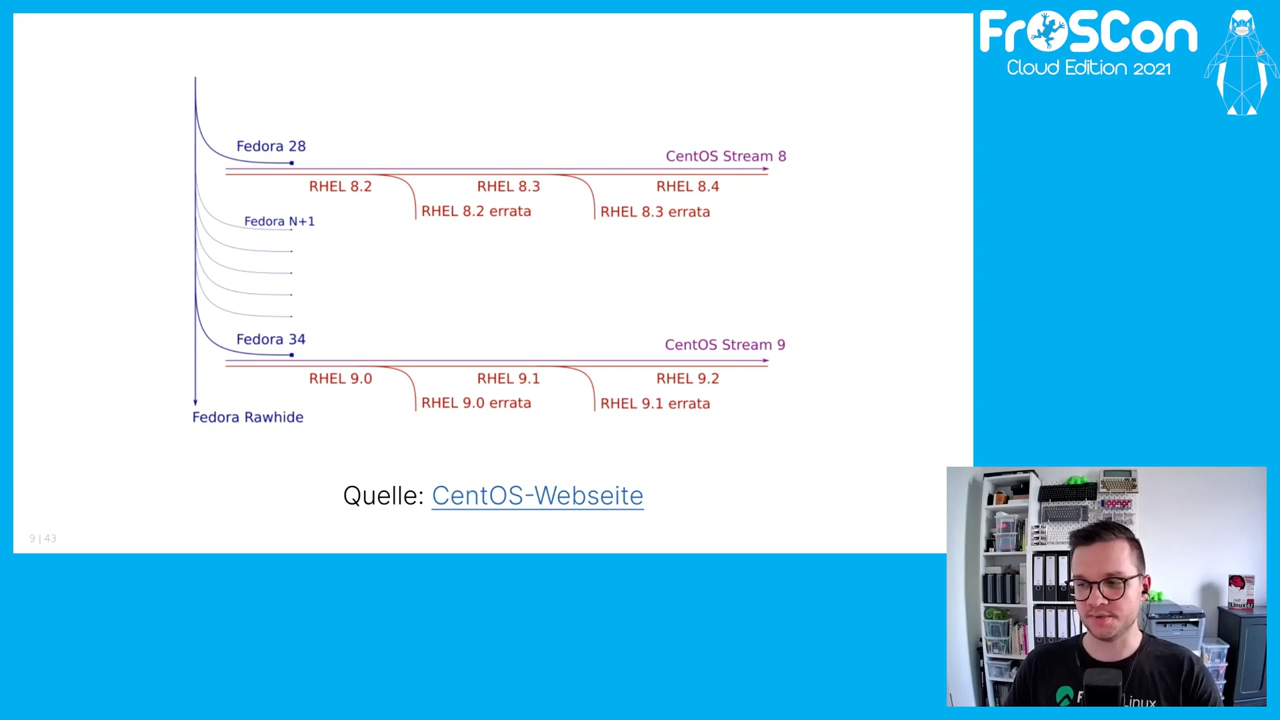 FrOSCon
Cloud Edition 2021
Fedora 28
CentOS Stream 8
RHEL 8.2
RHEL 8.3
RHEL 8.4
RHEL 8.2 errata
RHEL 8.3 errata
Fedora N+1
Fedora 34
CentOS Stream 9
RHEL 9.0
RHEL 9.1
RHEL 9.2
RHEL 9.0 errata
RHEL 9.1 errata
Fedora Rawhide
Quelle: CentOS-Webseite
9 | 43
Linux